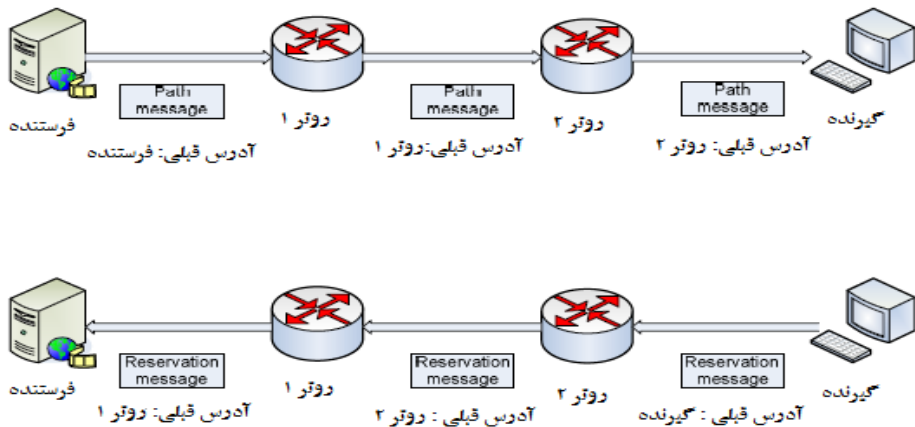 Path
message
Path
message
Path
message
فرستنده
روتر ۱
روتر ۲
گیرنده
آدرس قبلی: فرستنده
آدرس قبلی:روتر ۱
آدرس قبلی: روتر ۲
Reservation
message
Reservation
message
Reservation
message
فرستنده
روتر ۱
روتر ۲
گیرنده
آدرس قبلی: روتر ۱
آدرس قبلی : روتر ۲
آدرس قبلی : گیرنده